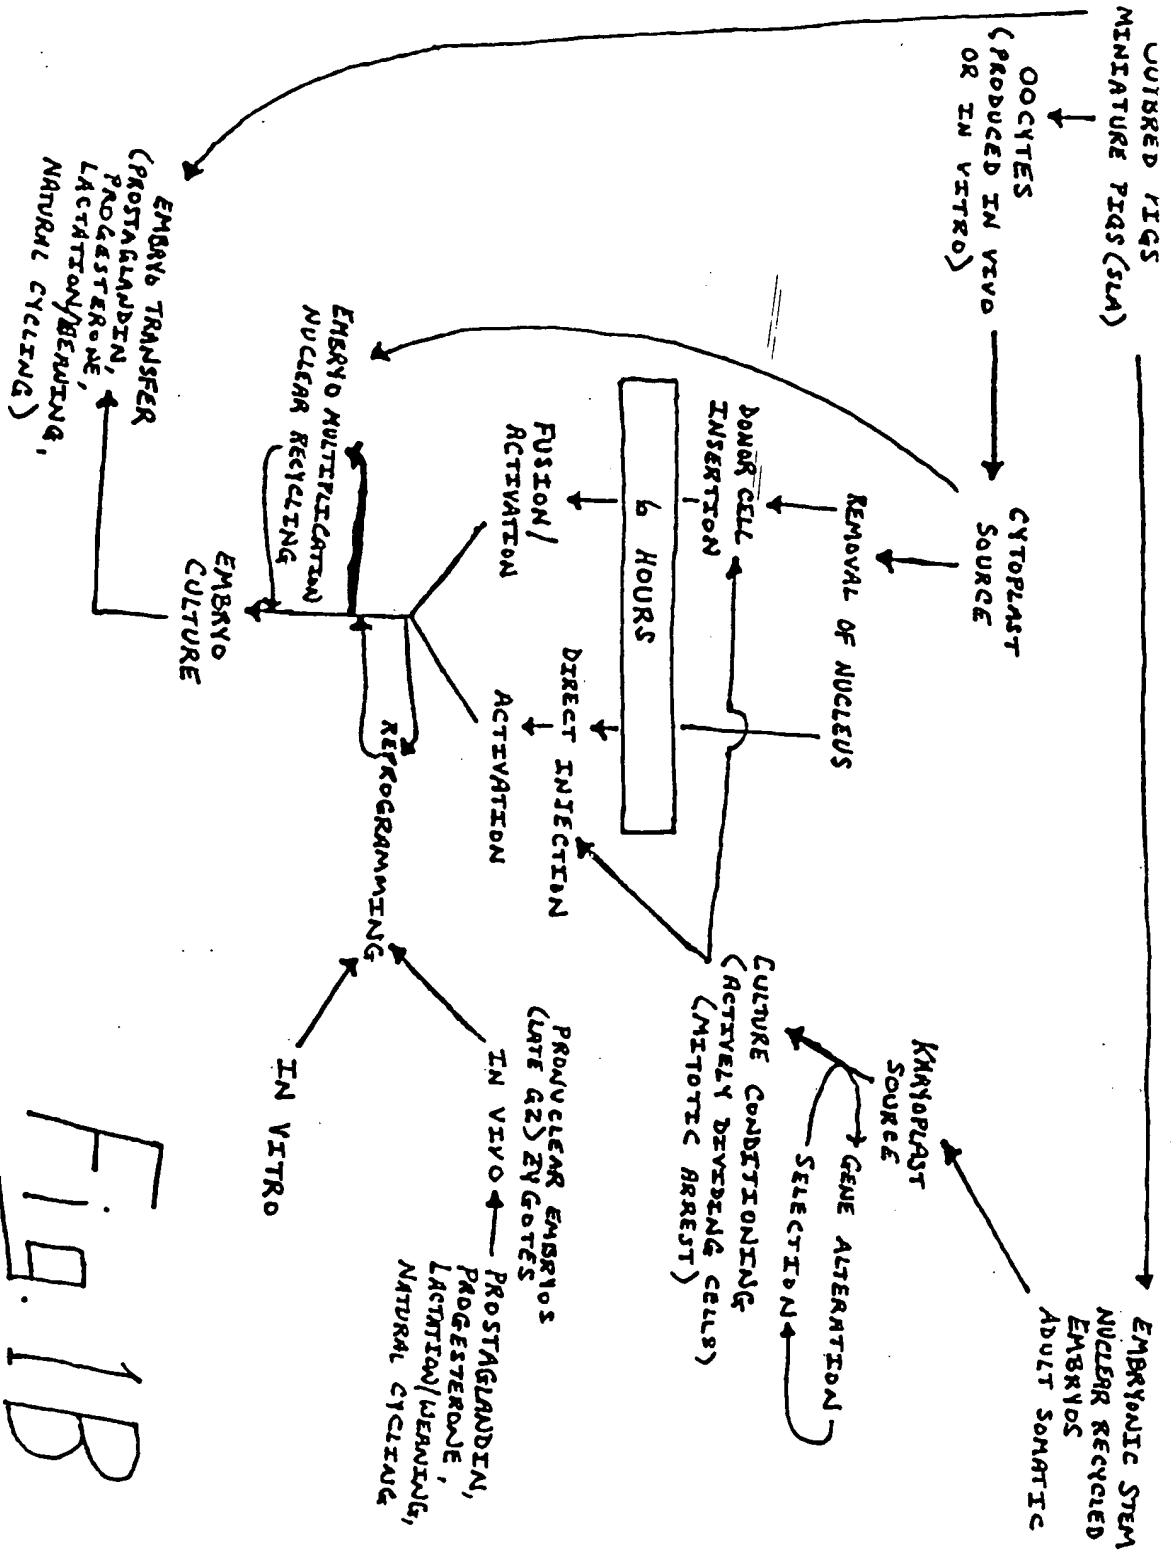 OUTBRED PIGS
MINIATURE PIGS (SLA)
OOCYTES
(PRODUCED IN VIVO
OR IN VITRO)
CYTOPLAST
SOURCE
REMOVAL OF NUCLEUS
DONOR CELL
INSERTION
6 HOURS
FUSION/
ACTIVATION
DIRECT INJECTION
ACTIVATION
EMBRYO MULTIPLICATION
NUCLEAR RECYCLING
EMBRYO
CULTURE
EMBRYO TRANSFER
(PROSTAGLANDIN,
PROGESTERONE,
LACTATION/WEANING,
NATURAL CYCLING)
EMBRYONIC STEM
NUCLEAR RECYCLED
EMBRYOS
ADULT SOMATIC
KARYOPLAST
SOURCE
GENE ALTERATION
SELECTION
CULTURE CONDITIONING
(ACTIVELY DIVIDING CELLS)
(MITOTIC ARREST)
PRONUCLEAR EMBRYOS
(LATE G2) ZYGOTES
IN VIVO
PROSTAGLANDIN,
PROGESTERONE,
LACTATION/WEANING,
NATURAL CYCLING
REPROGRAMMING
IN VITRO
Fig. 1B